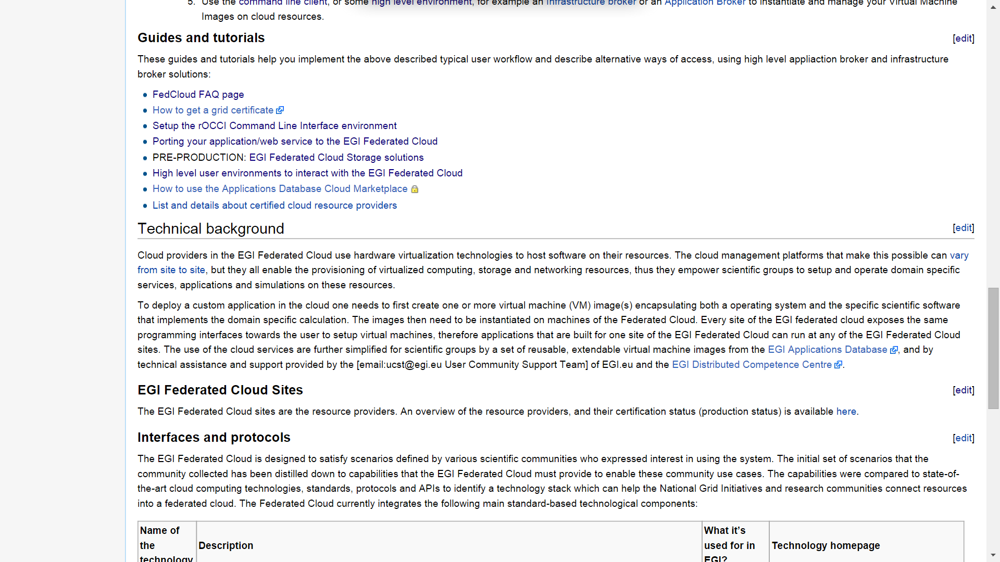 5. Use the command line client, or some high level environment, for example an Infrastructure broker or an Application Broker to instantiate and manage your Virtual Machine
Images on cloud resources.
Guides and tutorials [edit]
These guides and tutorials help you implement the above described typical user workflow and describe alternative ways of access, using high level appliaction broker and infrastructure
broker solutions:
FedCloud FAQ page
How to get a grid certificate
Setup the rOCCI Command Line Interface environment
Porting your application/web service to the EGI Federated Cloud
PRE-PRODUCTION: EGI Federated Cloud Storage solutions
High level user environments to interact with the EGI Federated Cloud
How to use the Applications Database Cloud Marketplace
List and details about certified cloud resource providers
Technical background [edit]
Cloud providers in the EGI Federated Cloud use hardware virtualization technologies to host software on their resources. The cloud management platforms that make this possible can vary
from site to site, but they all enable the provisioning of virtualized computing, storage and networking resources, thus they empower scientific groups to setup and operate domain specific
services, applications and simulations on these resources.
To deploy a custom application in the cloud one needs to first create one or more virtual machine (VM) image(s) encapsulating both a operating system and the specific scientific software
that implements the domain specific calculation. The images then need to be instantiated on machines of the Federated Cloud. Every site of the EGI federated cloud exposes the same
programming interfaces towards the user to setup virtual machines, therefore applications that are built for one site of the EGI Federated Cloud can run at any of the EGI Federated Cloud
sites. The use of the cloud services are further simplified for scientific groups by a set of reusable, extendable virtual machine images from the EGI Applications Database, and by
technical assistance and support provided by the [email:ucst@egi.eu User Community Support Team] of EGI.eu and the EGI Distributed Competence Centre.
EGI Federated Cloud Sites [edit]
The EGI Federated Cloud sites are the resource providers. An overview of the resource providers, and their certification status (production status) is available here.
Interfaces and protocols [edit]
The EGI Federated Cloud is designed to satisfy scenarios defined by various scientific communities who expressed interest in using the system. The initial set of scenarios that the
community collected has been distilled down to capabilities that the EGI Federated Cloud must provide to enable these community use cases. The capabilities were compared to state-of-
the-art cloud computing technologies, standards, protocols and APIs to identify a technology stack which can help the National Grid Initiatives and research communities connect resources
into a federated cloud. The Federated Cloud currently integrates the following main standard-based technological components:
Name of
the
technology
Description
What it's
used for in
EGI?
Technology homepage